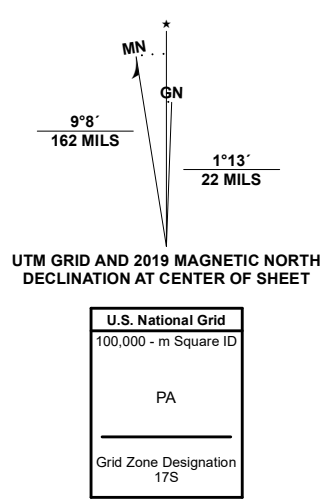 MN
GN
9°8´
162 MILS
1°13´
22 MILS
UTM GRID AND 2019 MAGNETIC NORTH
DECLINATION AT CENTER OF SHEET
U.S. National Grid
100,000 - m Square ID
PA
Grid Zone Designation
17S